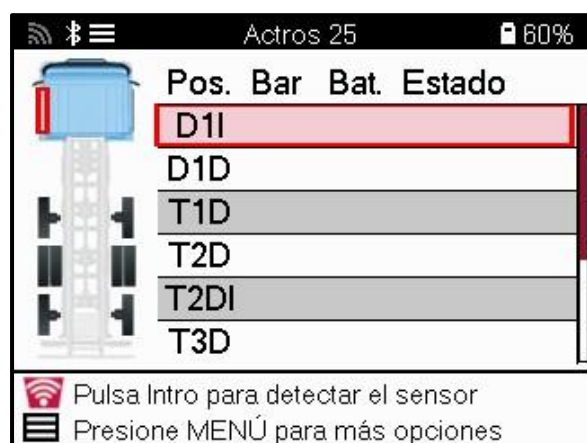 Actros 25 60%
Pos. Bar Bat. Estado
D1I
D1D
T1D
T2D
T2DI
T3D
Pulsa Intro para detectar el sensor
Presione MENÚ para más opciones